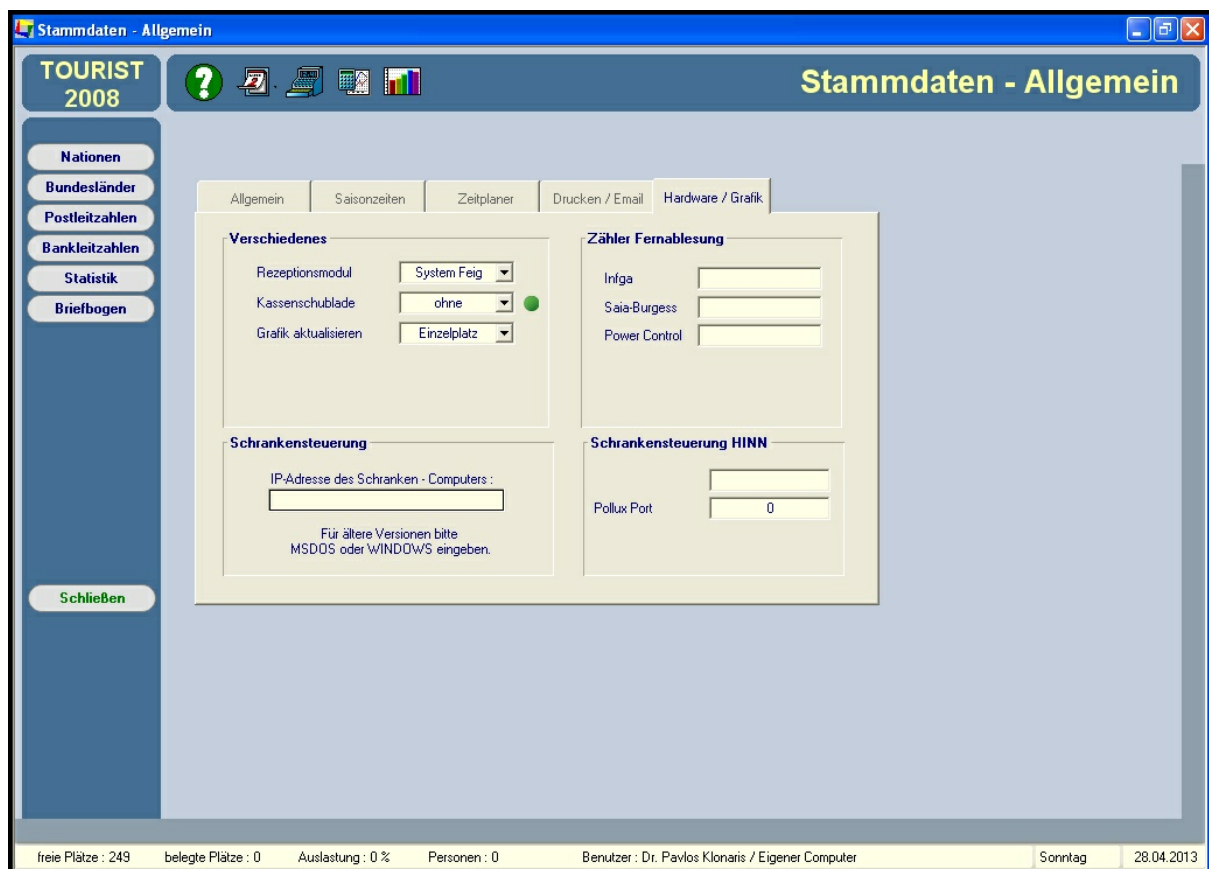 Stammdaten - Allgemein
TOURIST
2008
Stammdaten - Allgemein
Nationen
Bundesländer
Postleitzahlen
Bankleitzahlen
Statistik
Briefbogen
Schließen
Allgemein
Saisonzeiten
Zeitplaner
Drucken / Email
Hardware / Grafik
Verschiedenes
Rezeptionsmodul System Feig
Kassenschublade ohne
Grafik aktualisieren Einzelplatz
Zähler Fernablesung
Infga
Saia-Burgess
Power Control
Schrankensteuerung
IP-Adresse des Schranken - Computers :
Für ältere Versionen bitte
MSDOS oder WINDOWS eingeben.
Schrankensteuerung HINN
Pollux Port 0
freie Plätze : 249 belegte Plätze : 0 Auslastung : 0 % Personen : 0 Benutzer : Dr. Pavlos Klonaris / Eigener Computer Sonntag 28.04.2013